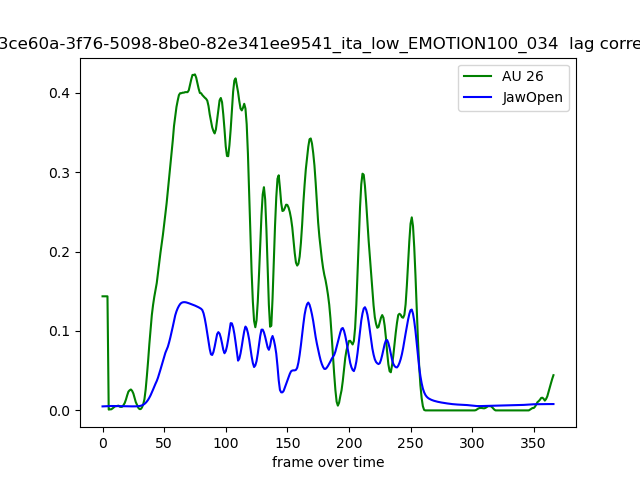 3ce60a-3f76-5098-8be0-82e341ee9541_ita_low_EMOTION100_034 lag corre
AU 26
JawOpen
0.4
0.3
0.2
0.1
0.0
0 50 100 150 200 250 300 350
frame over time